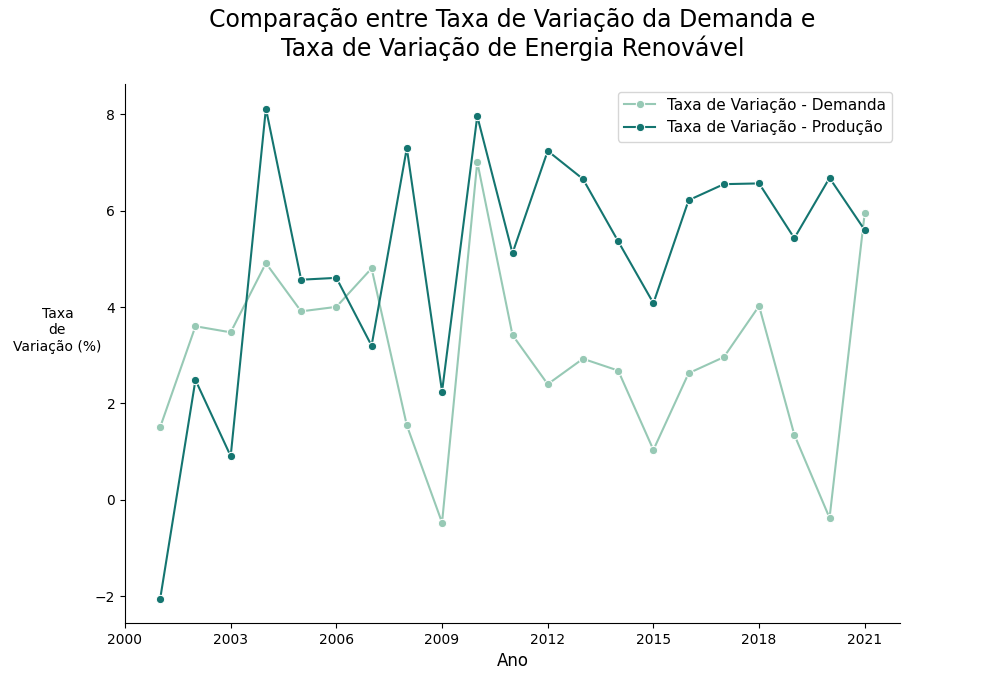 Comparação entre Taxa de Variação da Demanda e
Taxa de Variação de Energia Renovável
Taxa de Variação - Demanda
Taxa de Variação - Produção
8
6
4
2
0
−2
Taxa
de
Variação (%)
2000 2003 2006 2009 2012 2015 2018 2021
Ano